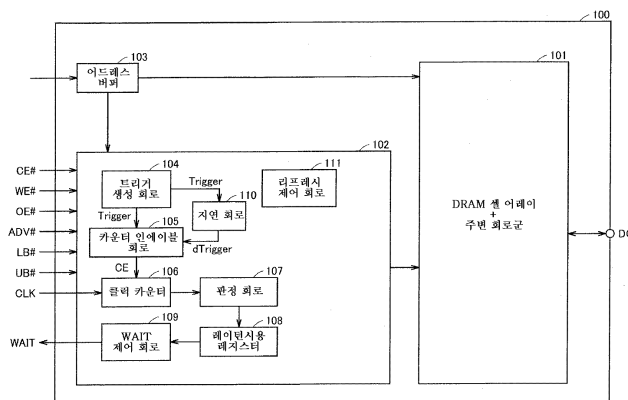 100
103
101
어드레스
버퍼
102
CE#
WE#
OE#
ADV#
LB#
UB#
CLK
WAIT
104
트리거
생성 회로
Trigger
111
리프레시
제어 회로
110
지연 회로
Trigger
105
카운터 인에이블
회로
dTrigger
CE
106
클럭 카운터
107
판정 회로
109
WAIT
제어 회로
108
레이턴시용
레지스터
DRAM 셀 어레이
+
주변 회로군